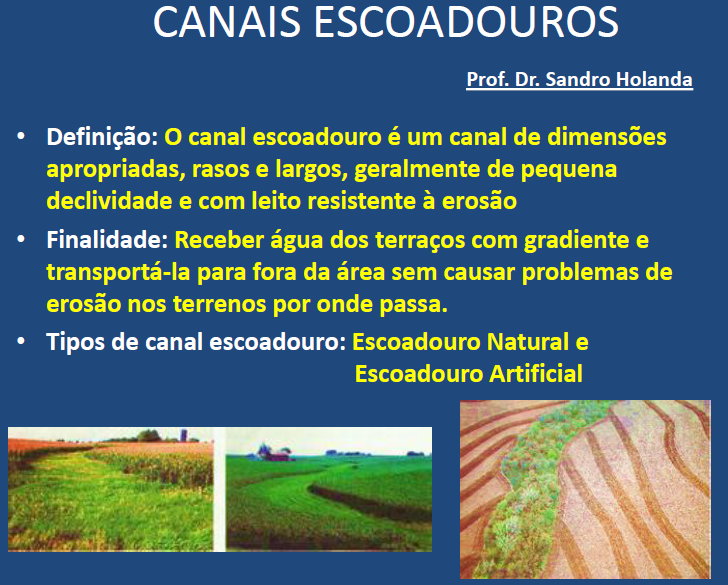 CANAIS ESCOADOUROS
Prof. Dr. Sandro Holanda
• Definição: O canal escoadouro é um canal de dimensões
apropriadas, rasos e largos, geralmente de pequena
declividade e com leito resistente à erosão
• Finalidade: Receber água dos terraços com gradiente e
transportá-la para fora da área sem causar problemas de
erosão nos terrenos por onde passa.
• Tipos de canal escoadouro: Escoadouro Natural e
Escoadouro Artificial